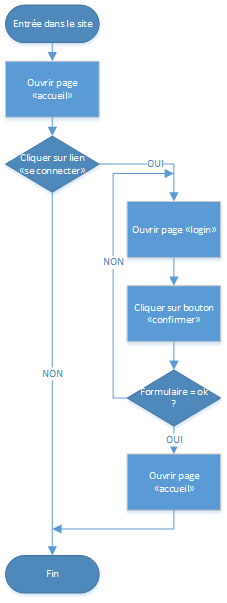 Entrée dans le site
Ouvrir page
«accueil»
Cliquer sur lien
«se connecter»
OUI
Ouvrir page «login»
NON
Cliquer sur bouton
«confirmer»
NON
Formulaire = ok
?
OUI
Ouvrir page
«accueil»
Fin